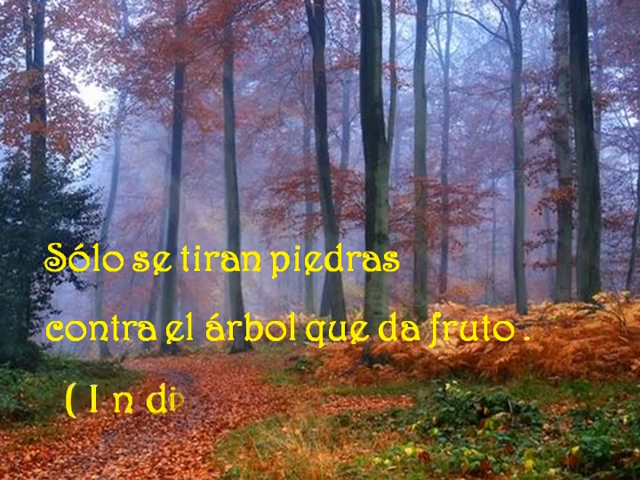 Sólo se tiran piedras
contra el árbol que da fruto .
( I n di